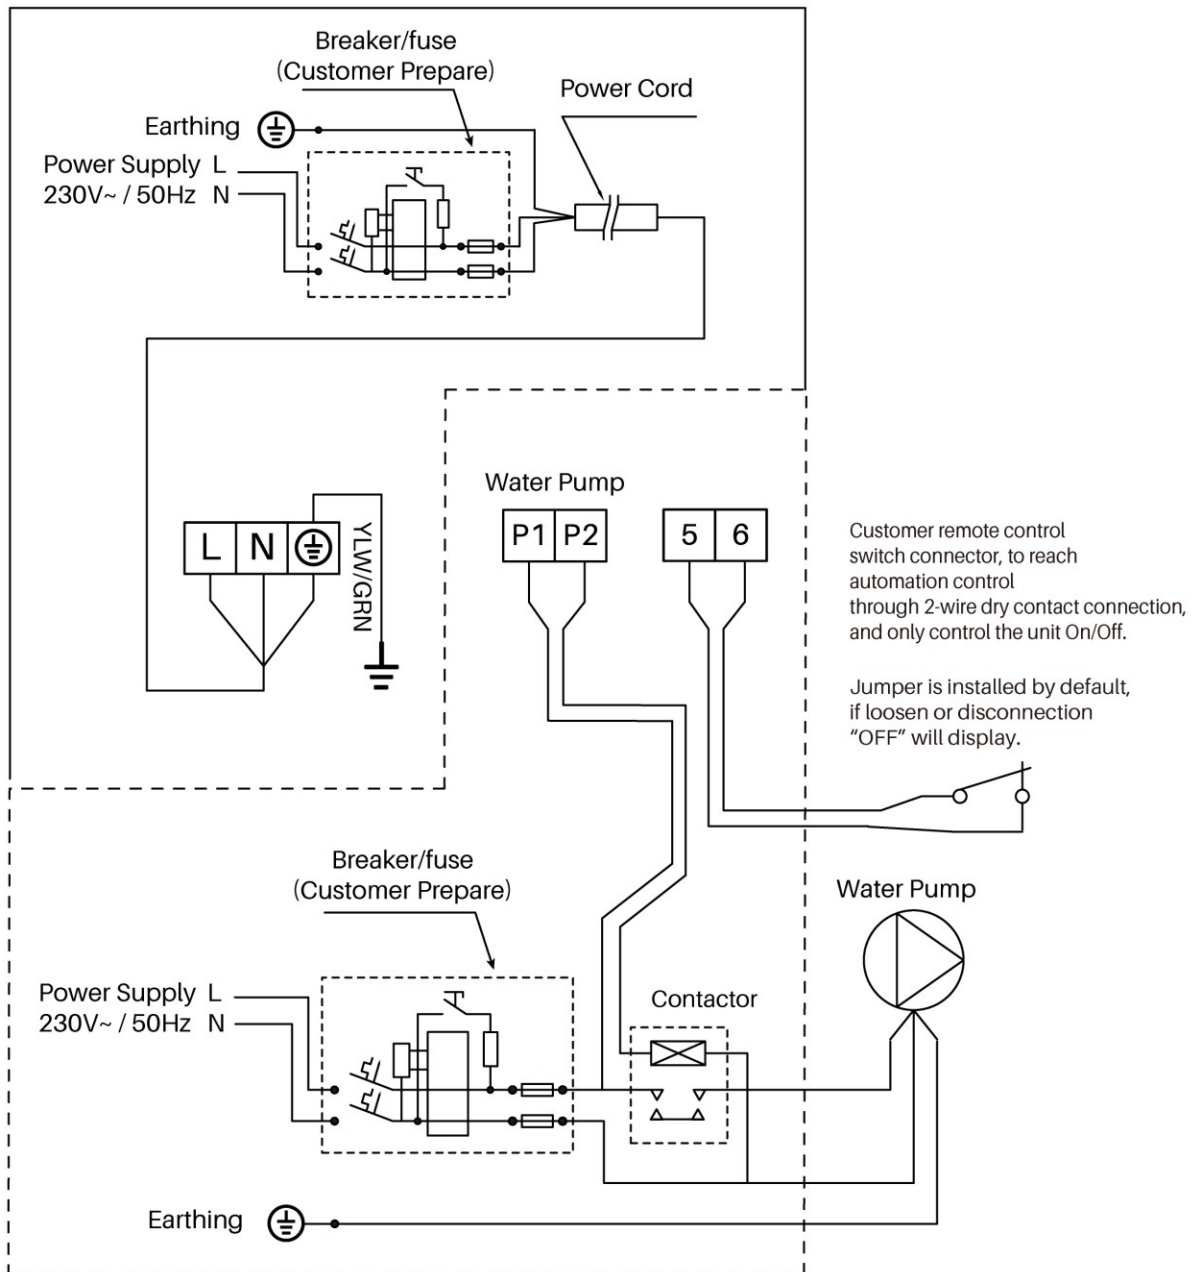 Breaker/fuse
(Customer Prepare)
Power Cord
Earthing
Power Supply L
230V~ / 50Hz N
Water Pump
L N
P1 P2
5 6
YLW/GRN
Customer remote control
switch connector, to reach
automation control
through 2-wire dry contact connection,
and only control the unit On/Off.
Jumper is installed by default,
if loosen or disconnection
“OFF” will display.
Breaker/fuse
(Customer Prepare)
Water Pump
Power Supply L
230V~ / 50Hz N
Contactor
Earthing